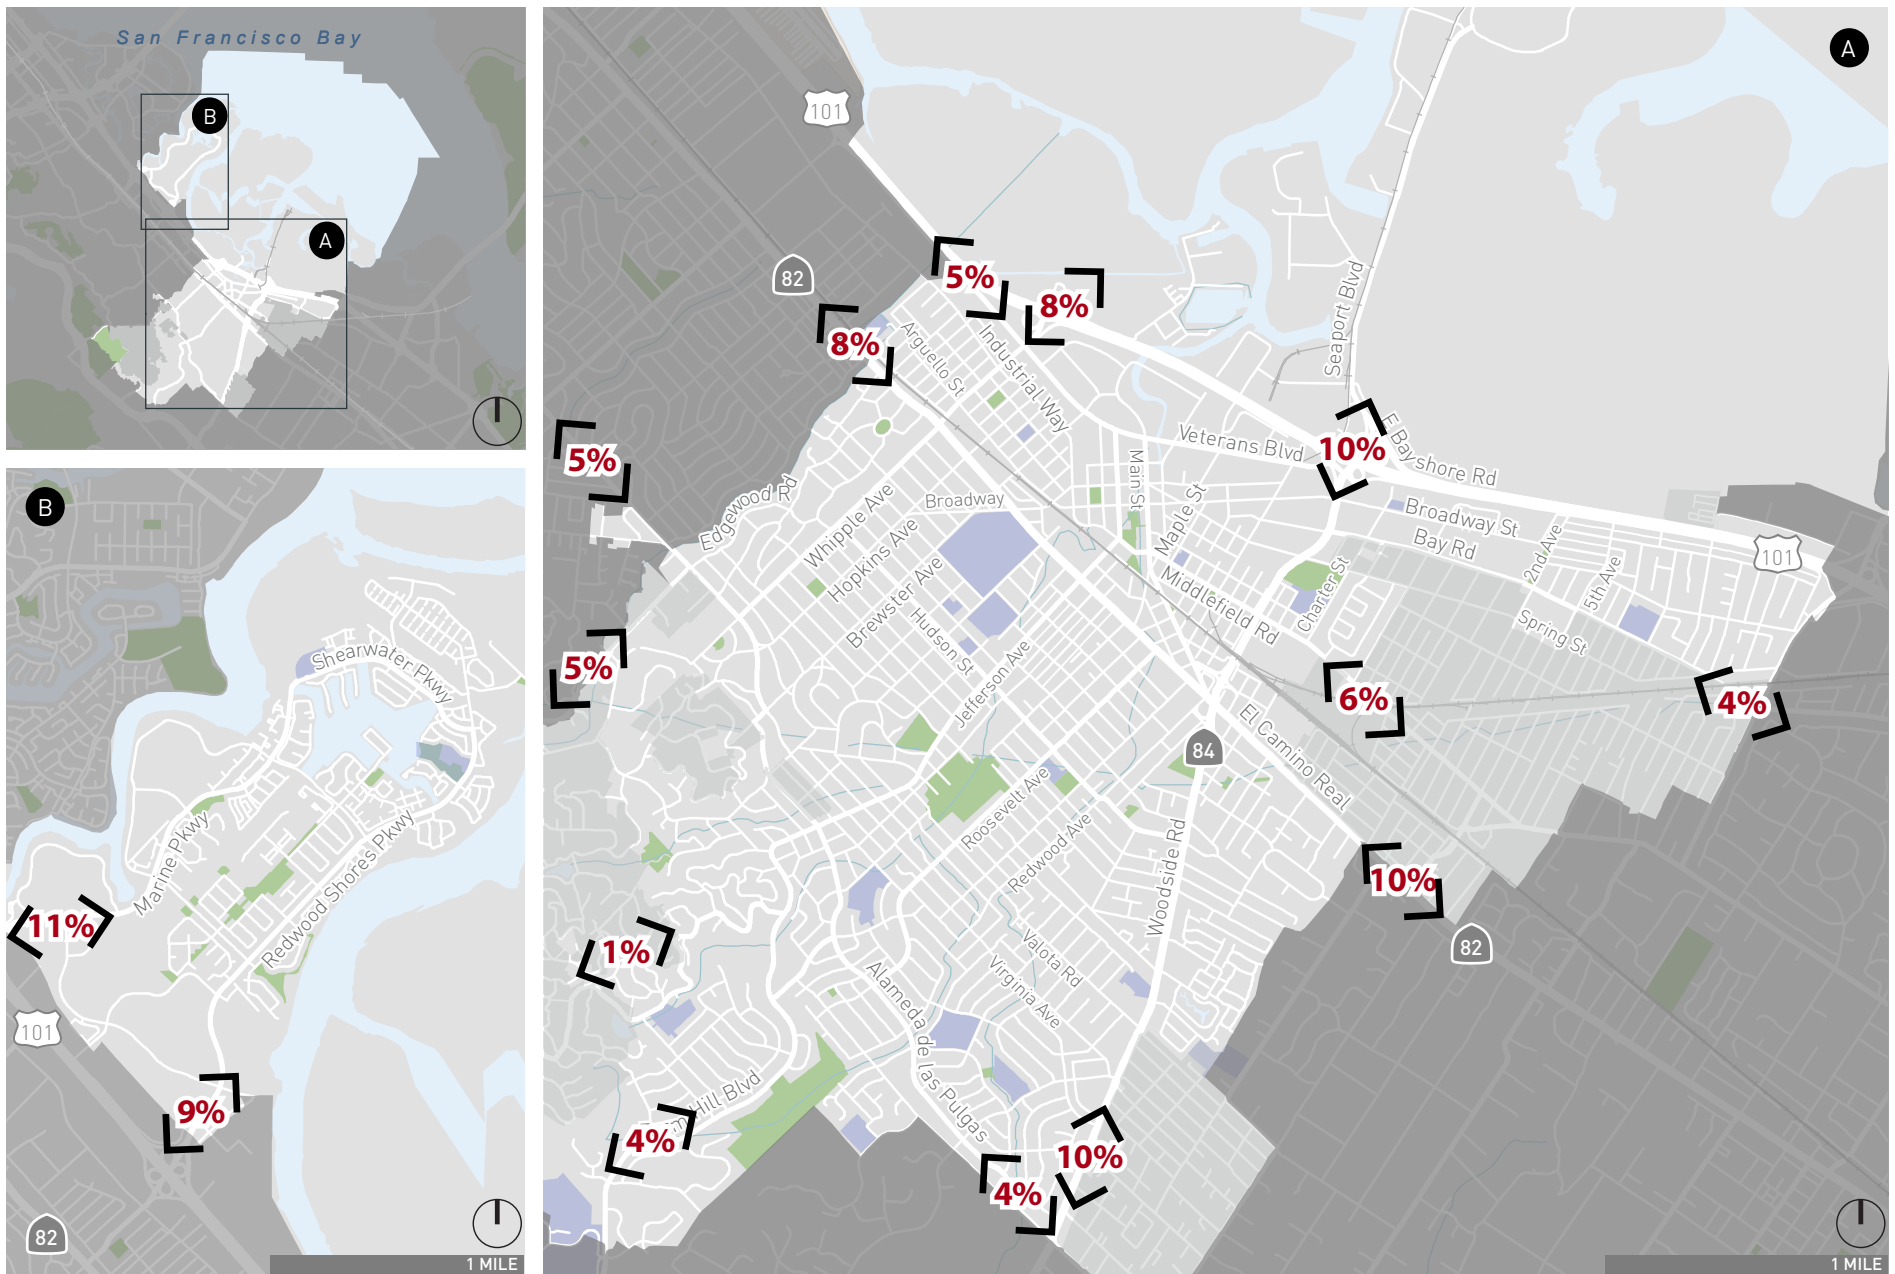 San Francisco Bay
B
A
B
Shearwater Pkwy
Marine Pkwy
Redwood Shores Pkwy
11%
101
9%
82
1 MILE
A
101
82
5%
8%
8%
Arguello St
Industrial Way
Seaport Blvd
5%
10%
E Bayshore Rd
Veterans Blvd
Main St
Maple St
Edgewood Rd
Whipple Ave
Broadway
Hopkins Ave
Brewster Ave
Broadway St
Bay Rd
2nd Ave
5th Ave
101
Middlefield Rd
Charter St
Spring St
Hudson St
Jefferson Ave
5%
6%
4%
El Camino Real
84
Roosevelt Ave
Redwood Ave
Woodside Rd
10%
82
1%
Valota Rd
Virginia Ave
Alameda de las Pulgas
Hill Blvd
4%
10%
4%
1 MILE